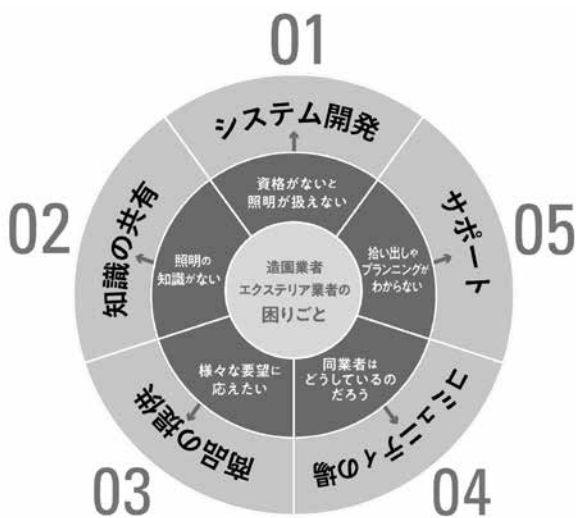 01
システム開発
資格がないと
照明が扱えない
02
知識の共有
照明の
知識がない
03
商品の提供
様々な要望に
応えたい
04
コミュニティの場
同業者は
どうしているの
だろう
05
サポート
拾い出しや
プランニングが
わからない
造園業者
エクステリア業者の
困りごと